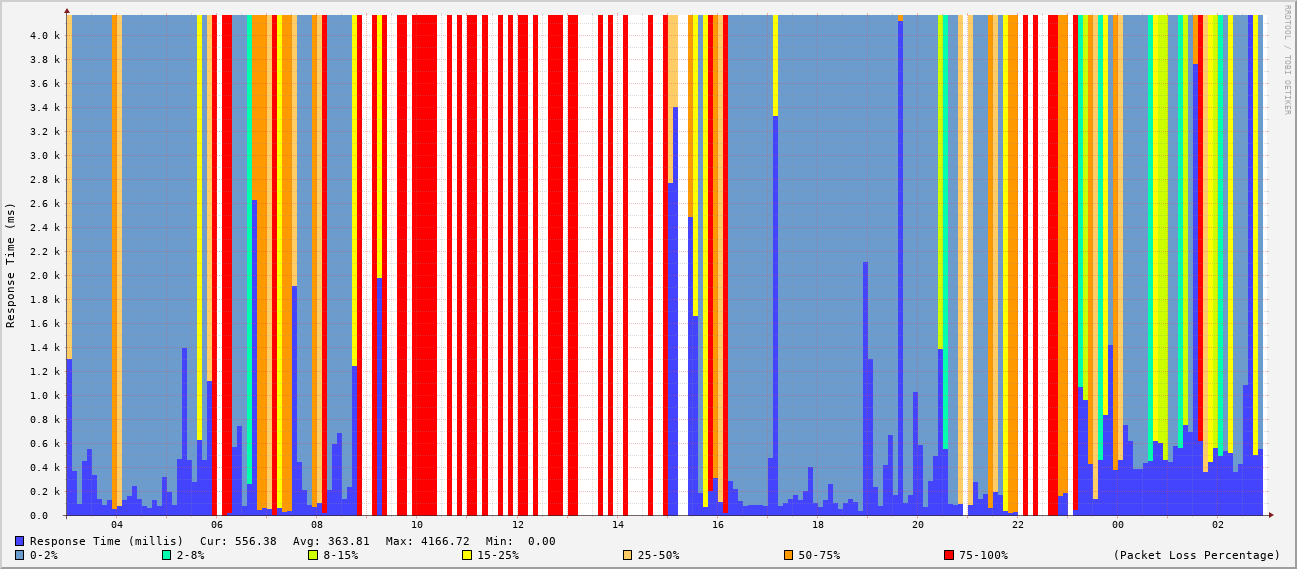 RRDTOOL / TOBI OETIKER
Response Time (ms)
4.0 k
3.8 k
3.6 k
3.4 k
3.2 k
3.0 k
2.8 k
2.6 k
2.4 k
2.2 k
2.0 k
1.8 k
1.6 k
1.4 k
1.2 k
1.0 k
0.8 k
0.6 k
0.4 k
0.2 k
0.0
04 06 08 10 12 14 16 18 20 22 00 02
Response Time (millis) Cur: 556.38 Avg: 363.81 Max: 4166.72 Min: 0.00
0-2% 2-8% 8-15% 15-25% 25-50% 50-75% 75-100% (Packet Loss Percentage)